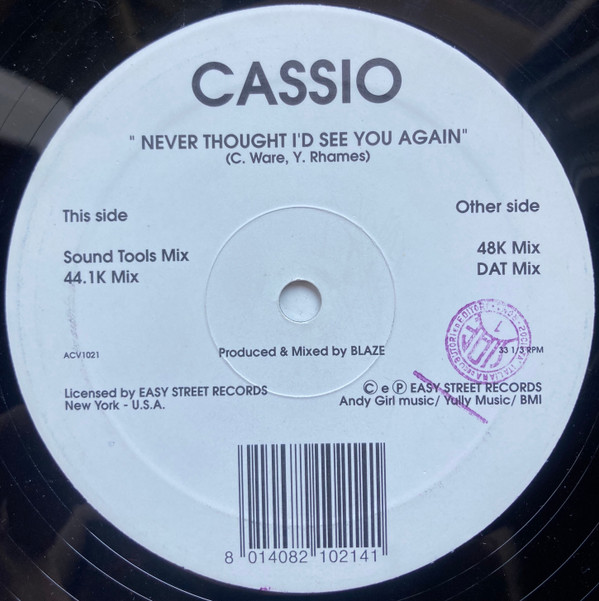 CASSIO
" NEVER THOUGHT I'D SEE YOU AGAIN"
(C. Ware, Y. Rhames)
This side
Sound Tools Mix
44.1K Mix
Other side
48K Mix
DAT Mix
ACV1021
Produced & Mixed by BLAZE
33 1/3 RPM
Licensed by EASY STREET RECORDS
New York - U.S.A.
Ⓒ e Ⓟ EASY STREET RECORDS
Andy Girl music/ Yully Music/ BMI
8 014082 102141